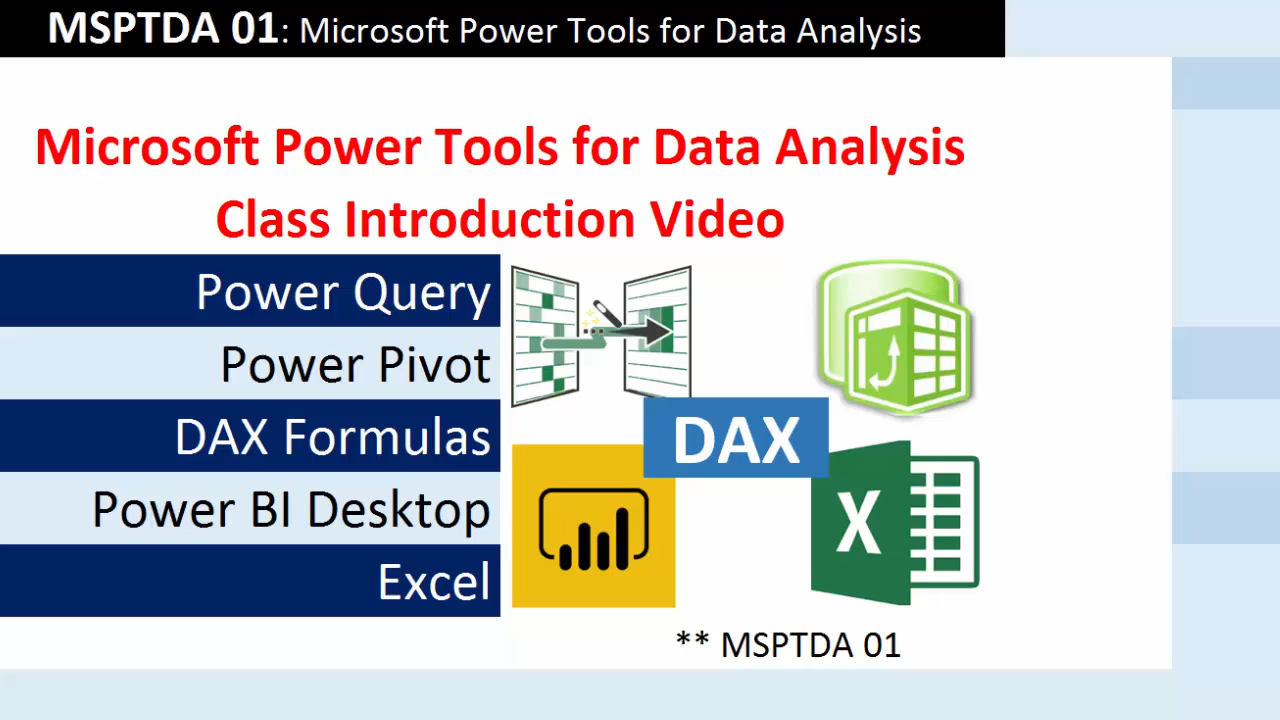 MSPTDA 01: Microsoft Power Tools for Data Analysis
Microsoft Power Tools for Data Analysis
Class Introduction Video
Power Query
Power Pivot
DAX Formulas
DAX
Power BI Desktop
X
Excel
** MSPTDA 01